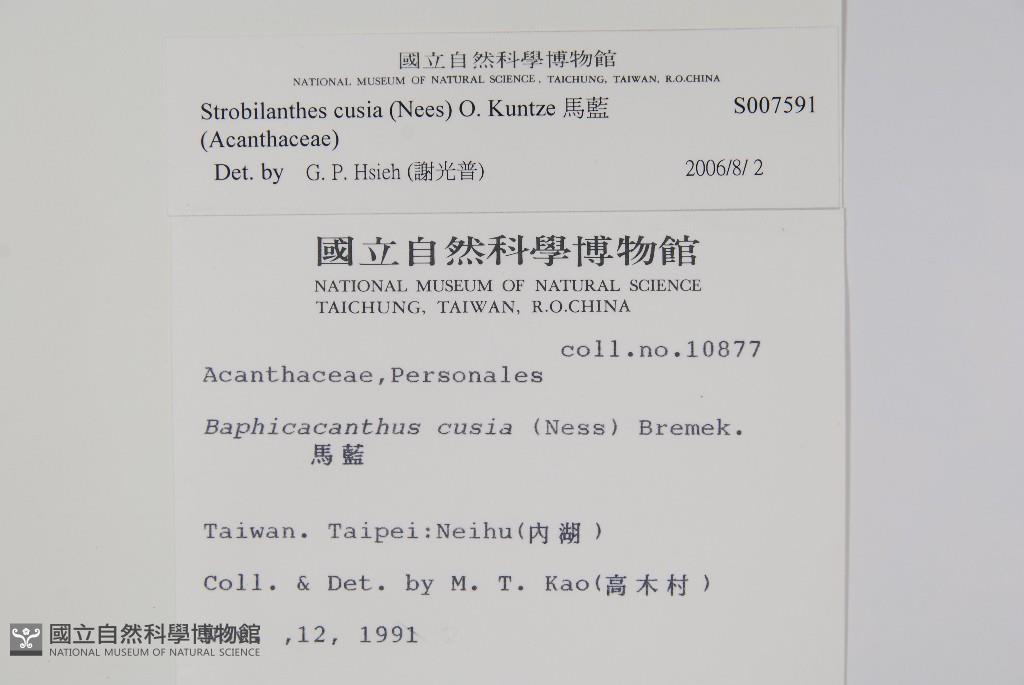 國立自然科學博物館
NATIONAL MUSEUM OF NATURAL SCIENCE, TAICHUNG, TAIWAN, R.O.CHINA
Strobilanthes cusia (Nees) O. Kuntze 馬藍 S007591
(Acanthaceae)
Det. by G. P. Hsieh (謝光普) 2006/8/ 2
國立自然科學博物館
NATIONAL MUSEUM OF NATURAL SCIENCE
TAICHUNG, TAIWAN, R.O.CHINA
coll.no.10877
Acanthaceae,Personales
Baphicacanthus cusia (Ness) Bremek.
馬藍
Taiwan. Taipei:Neihu(內湖)
Coll. & Det. by M. T. Kao(高木村)
,12, 1991
國立自然科學博物館
NATIONAL MUSEUM OF NATURAL SCIENCE